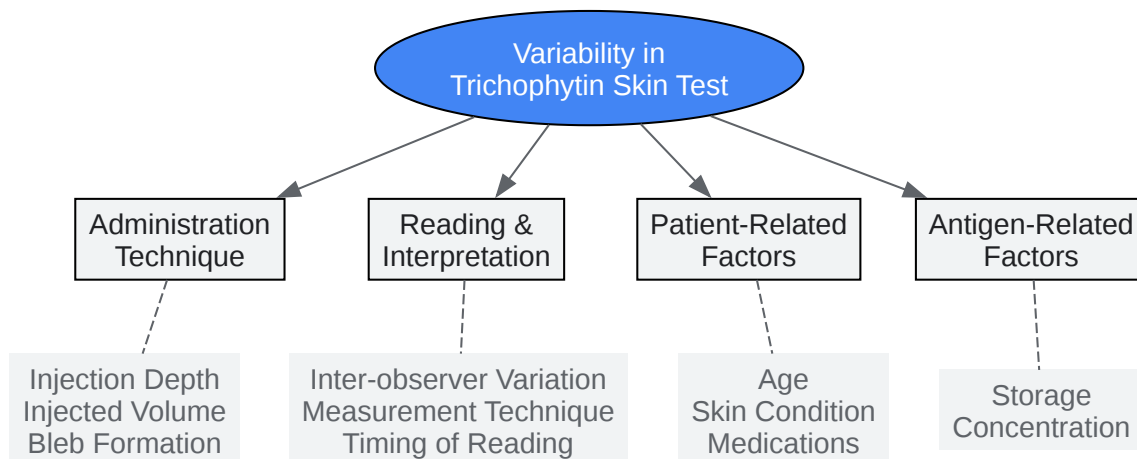 Variability in
Trichophytin Skin Test
Administration
Technique
Reading &
Interpretation
Patient-Related
Factors
Antigen-Related
Factors
Injection Depth
Injected Volume
Bleb Formation
Inter-observer Variation
Measurement Technique
Timing of Reading
Age
Skin Condition
Medications
Storage
Concentration